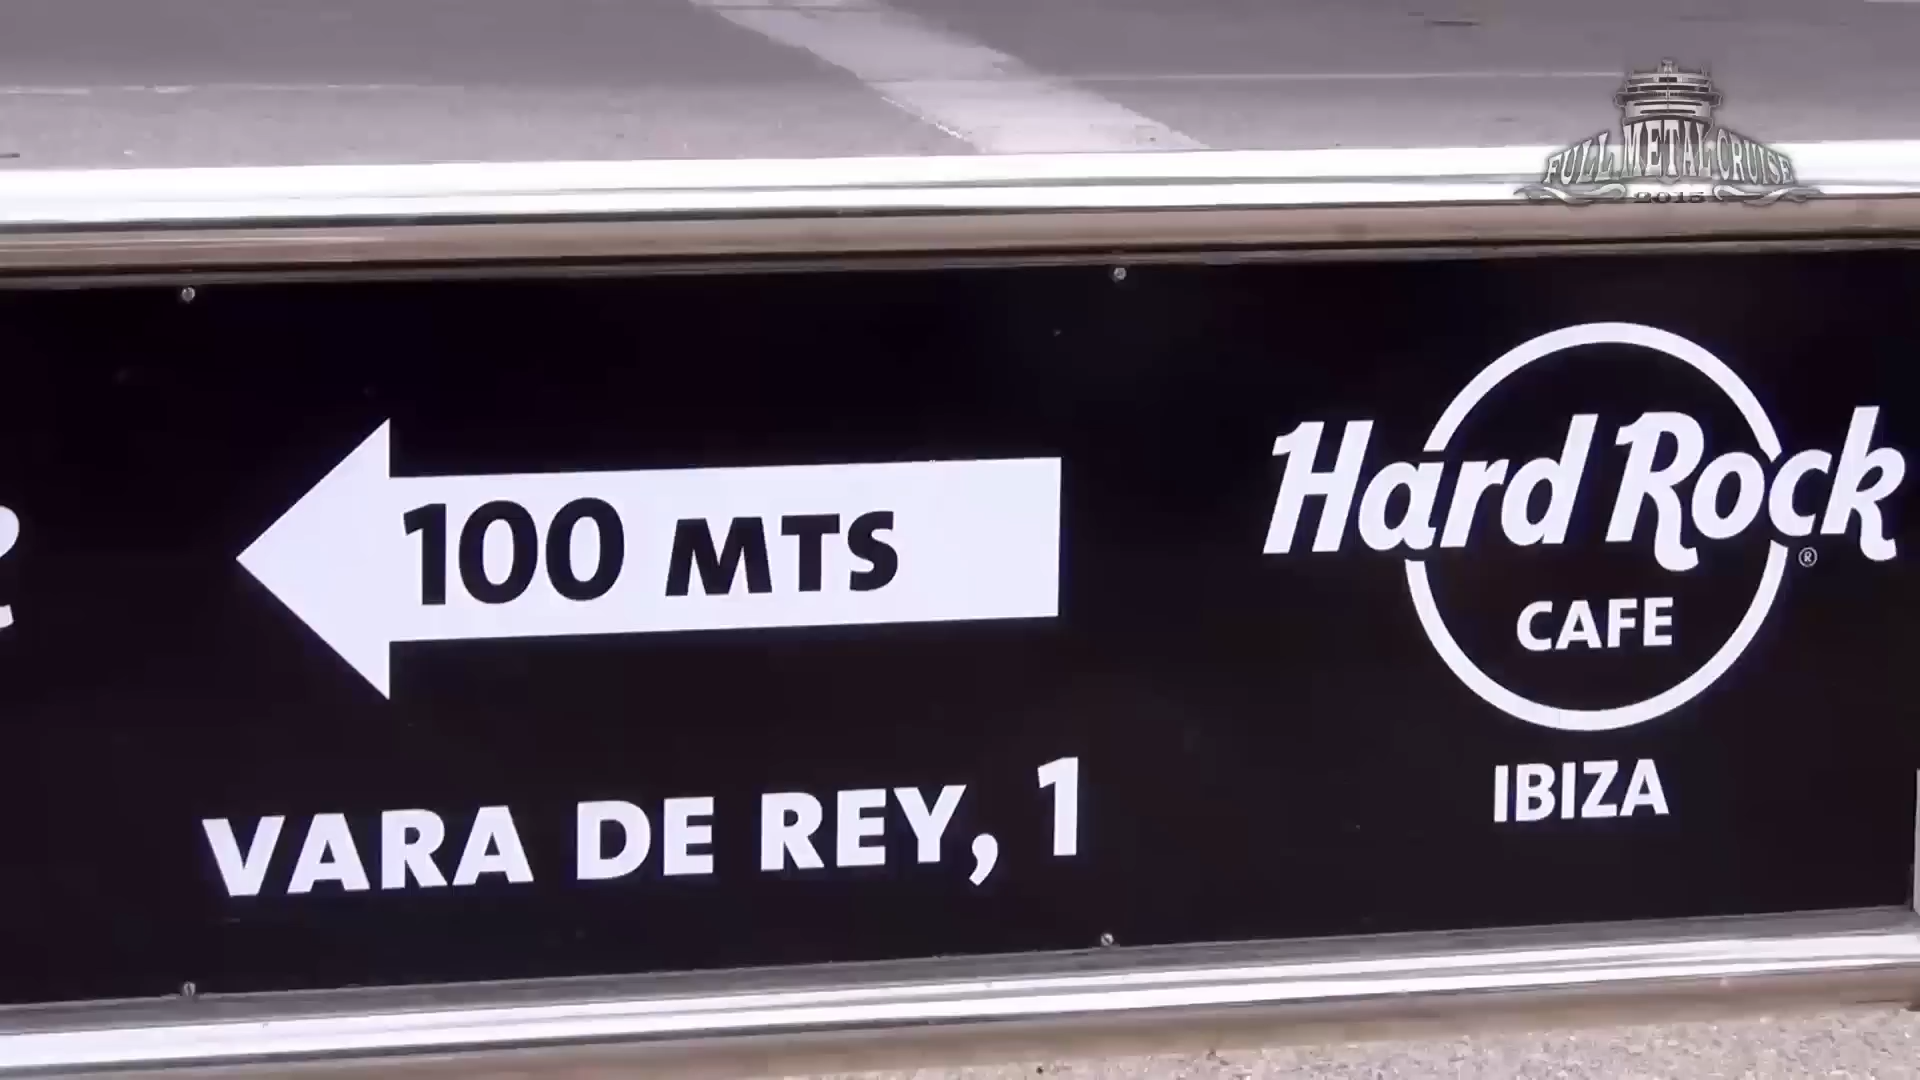 FULL METAL CRUISE
2015
100 MTS
Hard Rock
®
CAFE
VARA DE REY, 1
IBIZA